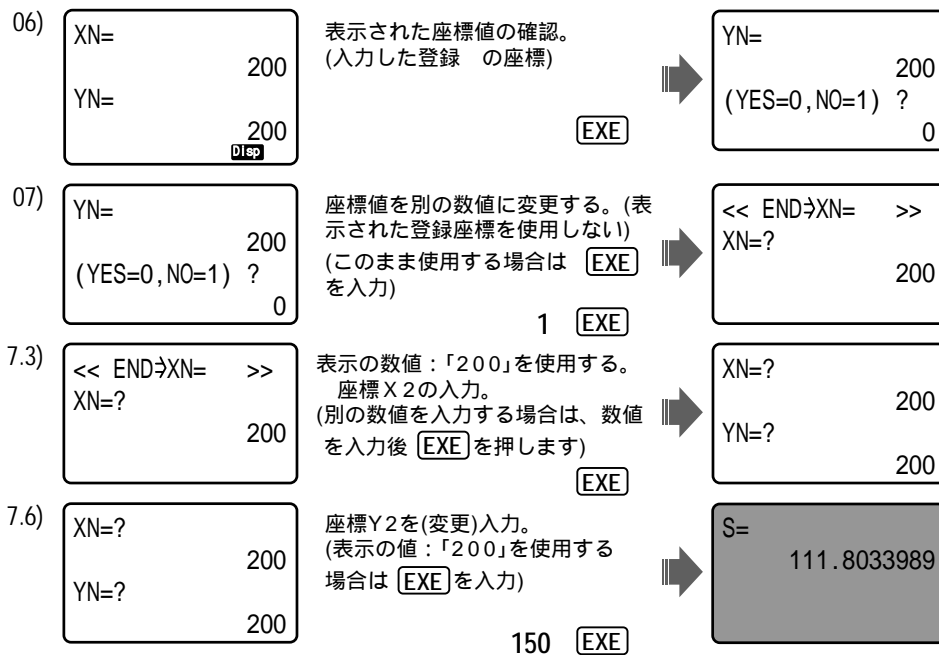 06)
XN=
200
YN=
200
Disp
表示された座標値の確認。
(入力した登録　の座標)
EXE
YN=
200
(YES=0,NO=1) ?
0
07)
YN=
200
(YES=0,NO=1) ?
0
座標値を別の数値に変更する。(表
示された登録座標を使用しない)
(このまま使用する場合は EXE
を入力)
1 EXE
<< END⇒XN= >>
XN=?
200
7.3)
<< END⇒XN= >>
XN=?
200
表示の数値：｢200｣を使用する。
座標Ｘ２の入力。
(別の数値を入力する場合は、数値
を入力後 EXE を押します)
EXE
XN=?
200
YN=?
200
7.6)
XN=?
200
YN=?
200
座標Y2を(変更)入力。
(表示の値：｢200｣を使用する
場合は EXE を入力)
150 EXE
S=
111.8033989